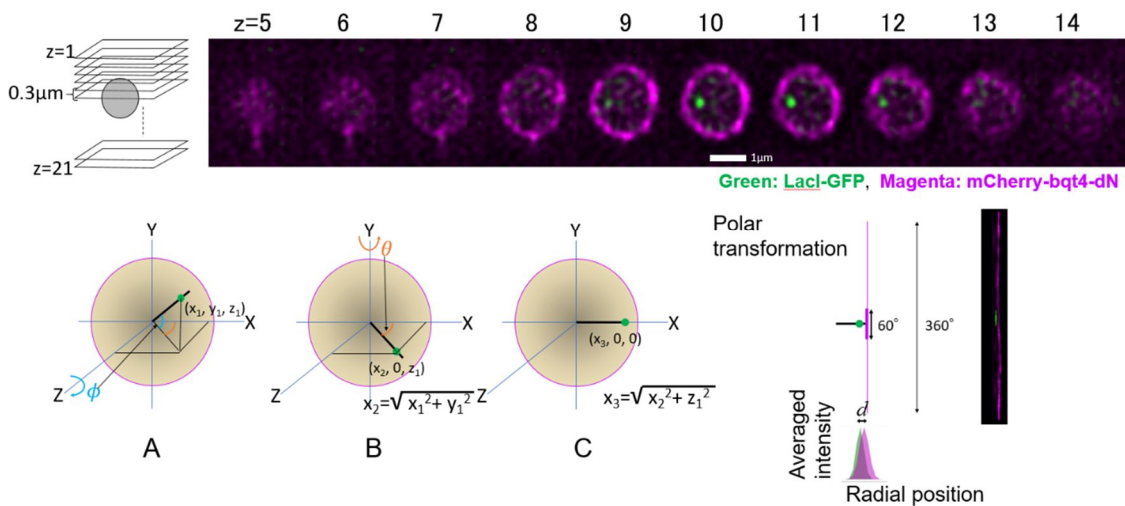 z=5 6 7 8 9 10 11 12 13 14
z=1
0.3μm
z=21
1μm
Green: LacI-GFP, Magenta: mCherry-bqt4-dN
Y
(x₁, y₁, z₁)
X
Z
ϕ
A
Y
θ
X
(x₂, 0, z₁)
Z
x₂=√x₁²+ y₁²
B
Y
X
(x₃, 0, 0)
Z
x₃=√x₂²+ z₁²
C
Polar
transformation
60°
360°
d
Averaged
intensity
Radial position